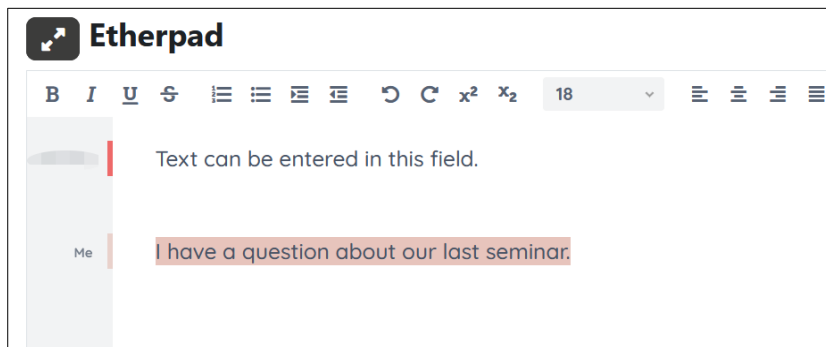 Etherpad
B I U S x² x₂ 18
Text can be entered in this field.
Me I have a question about our last seminar.